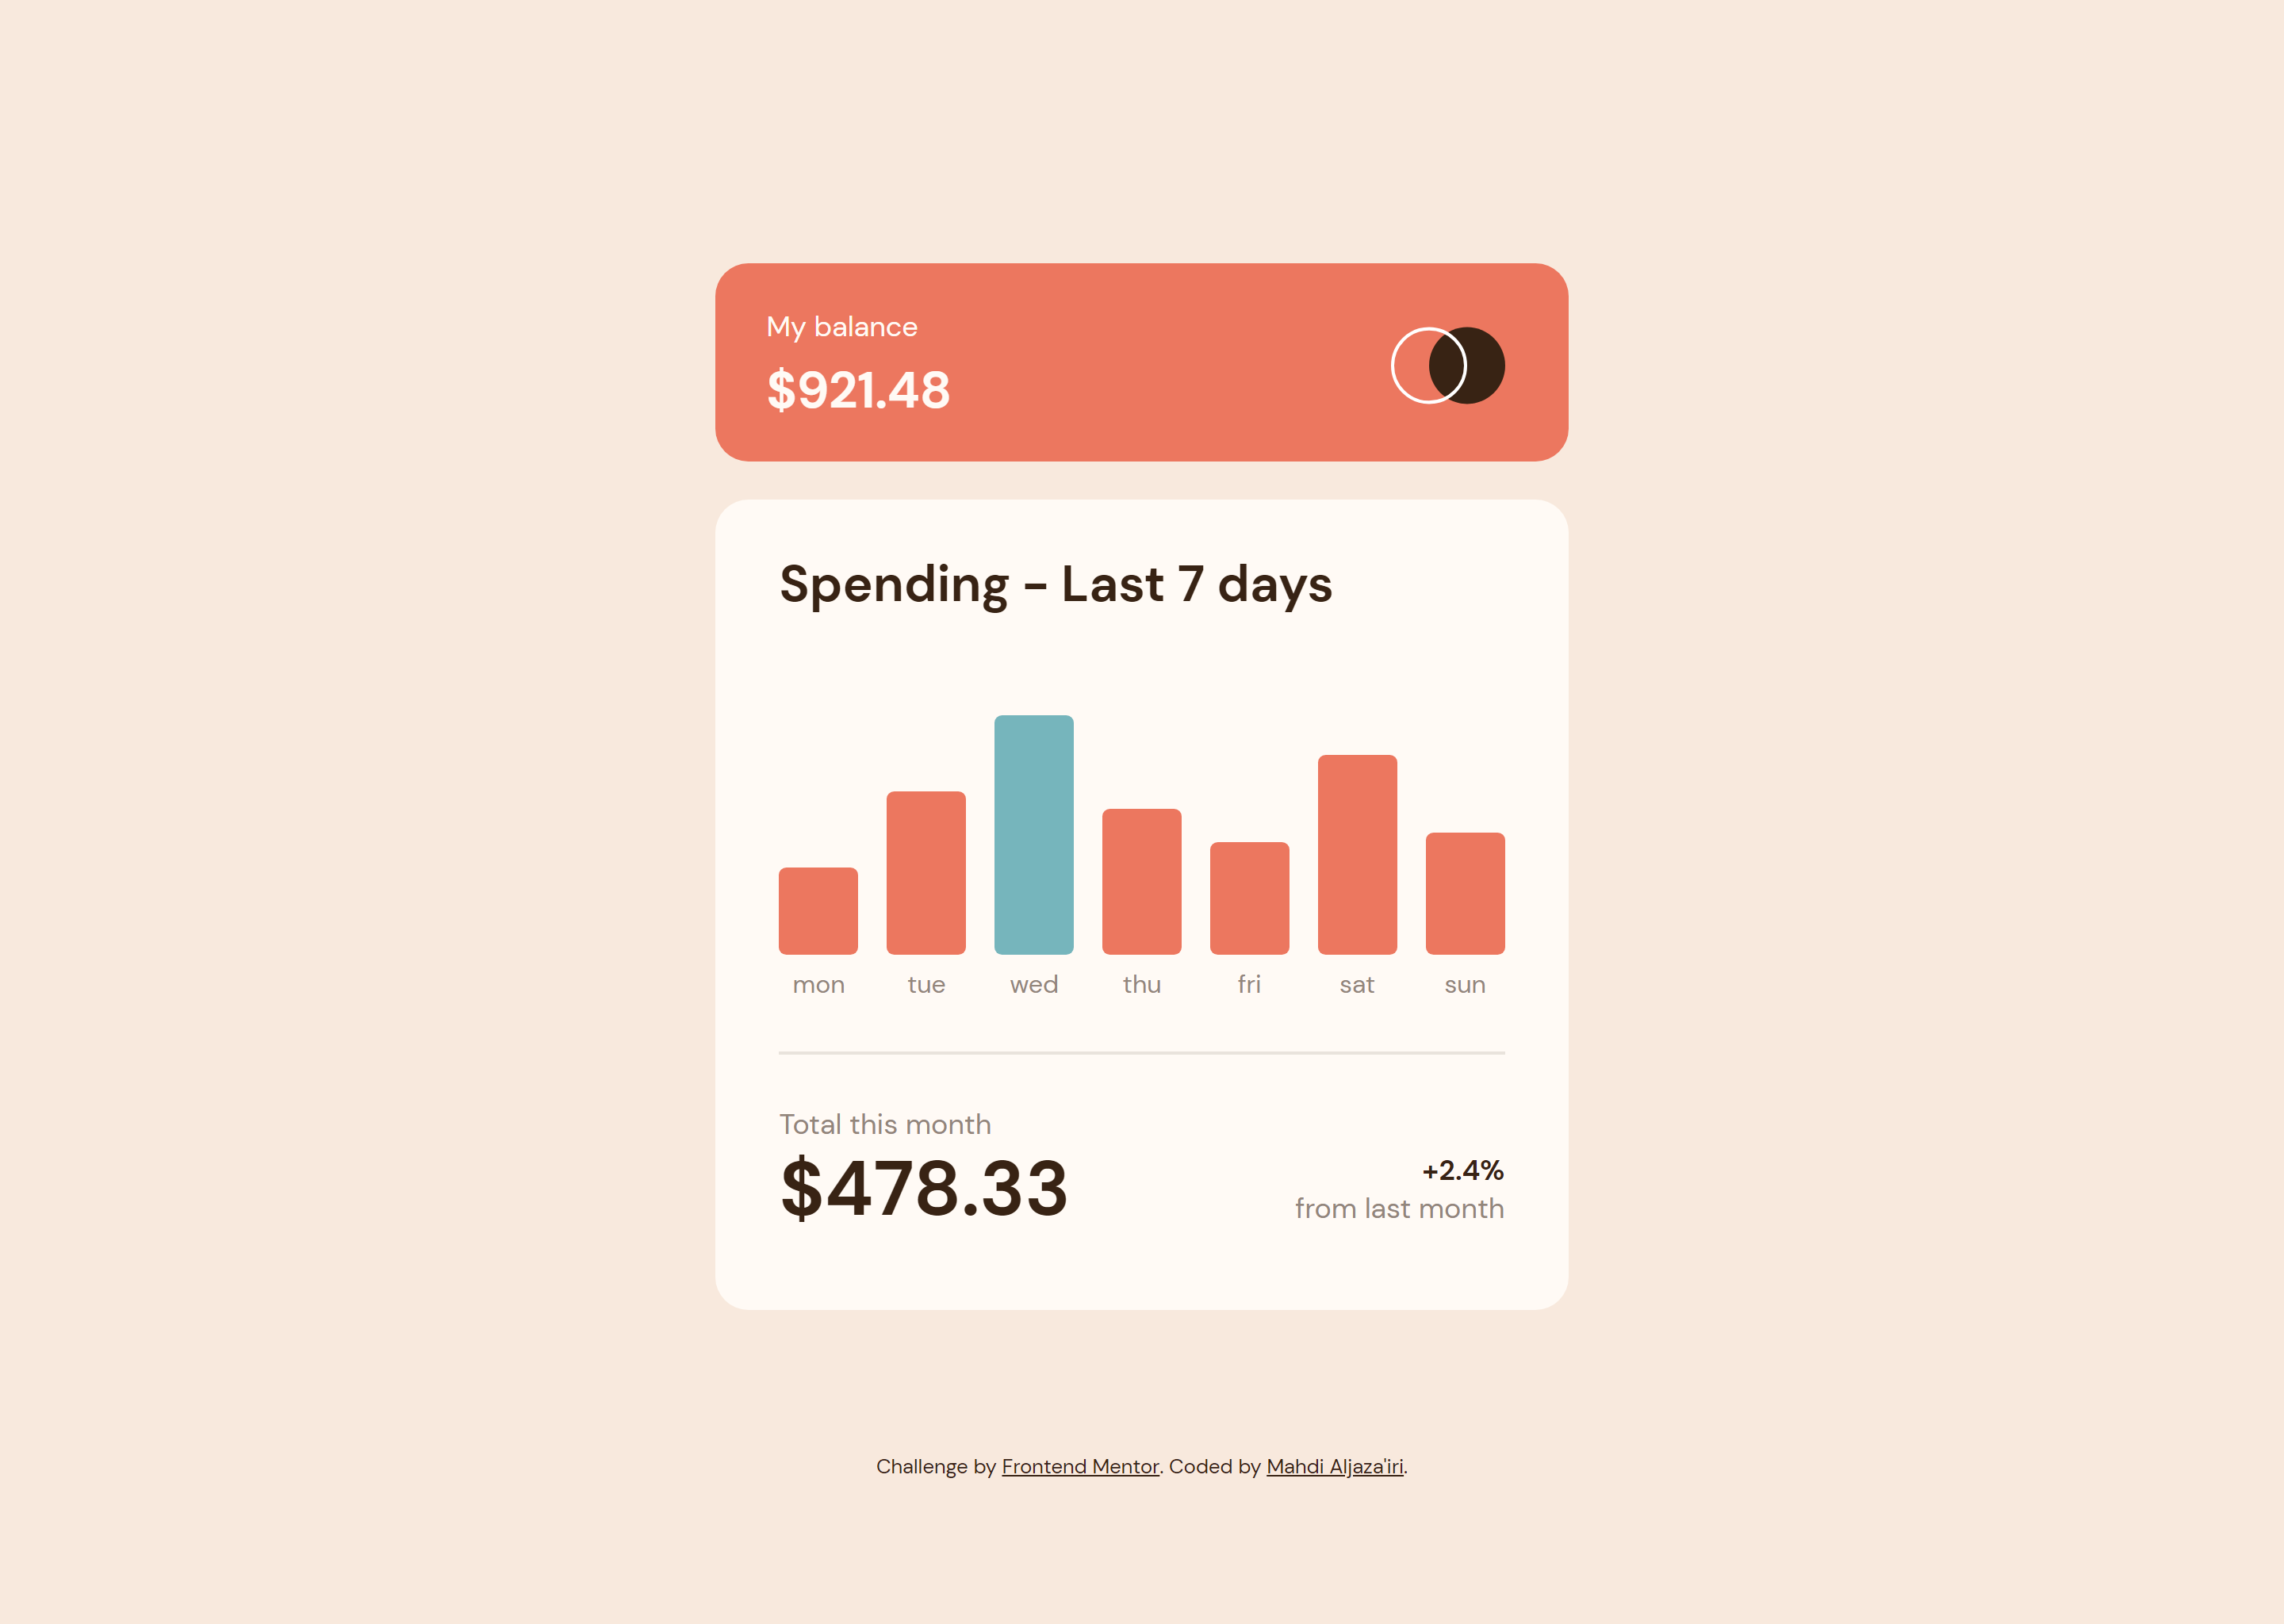 My balance
$921.48
Spending - Last 7 days
mon tue wed thu fri sat sun
Total this month
$478.33
+2.4%
from last month
Challenge by Frontend Mentor. Coded by Mahdi Aljaza'iri.